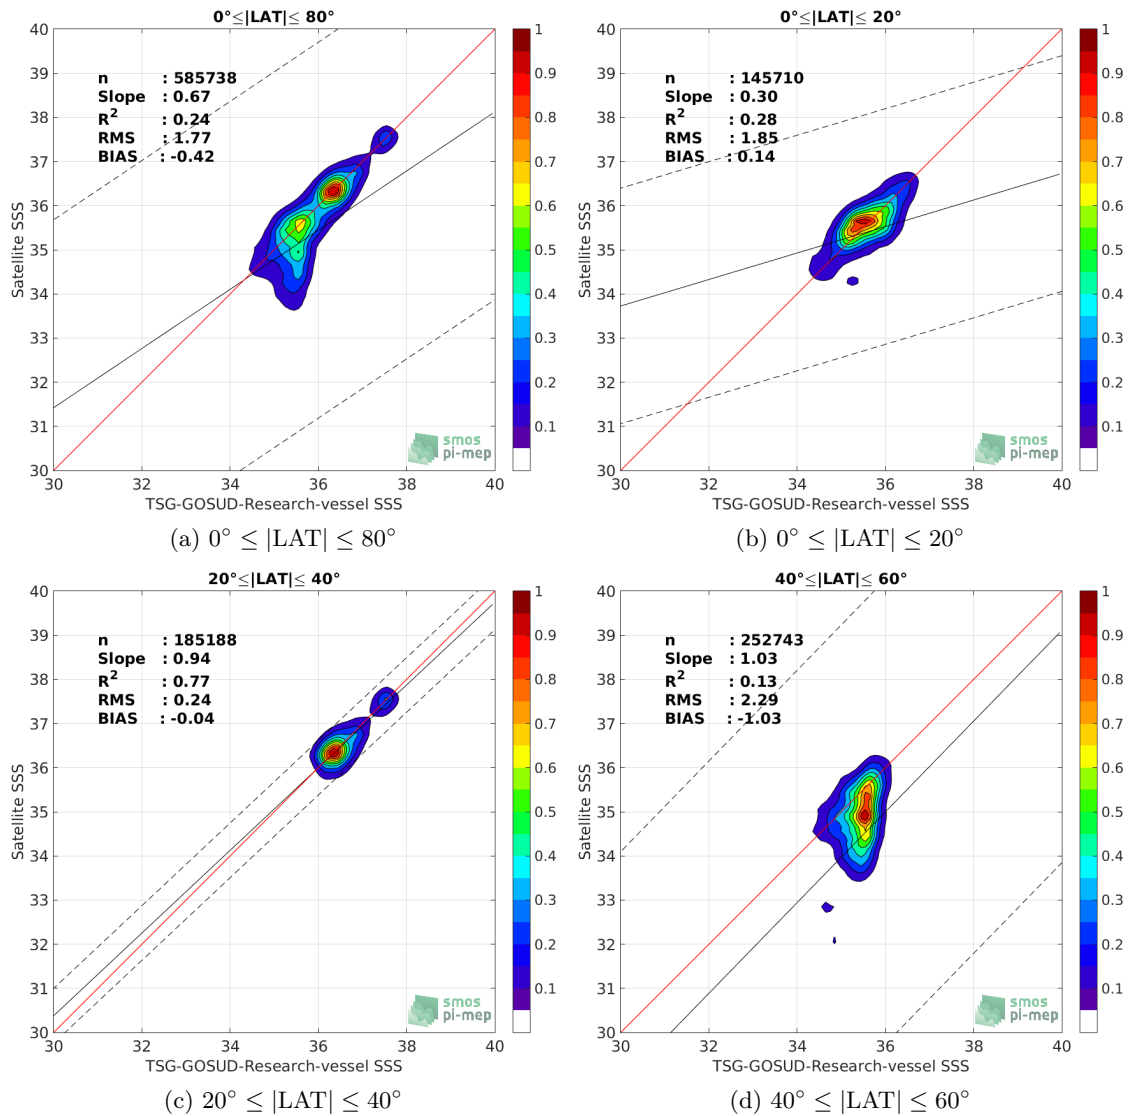 0°≤|LAT|≤ 80°
n : 585738
Slope : 0.67
R² : 0.24
RMS : 1.77
BIAS : -0.42
40
39
38
37
36
35
34
33
32
31
30
Satellite SSS
30 32 34 36 38 40
TSG-GOSUD-Research-vessel SSS
1
0.9
0.8
0.7
0.6
0.5
0.4
0.3
0.2
0.1
smos
pi-mep
(a) 0° ≤ |LAT| ≤ 80°
0°≤|LAT|≤ 20°
n : 145710
Slope : 0.30
R² : 0.28
RMS : 1.85
BIAS : 0.14
40
39
38
37
36
35
34
33
32
31
30
Satellite SSS
30 32 34 36 38 40
TSG-GOSUD-Research-vessel SSS
1
0.9
0.8
0.7
0.6
0.5
0.4
0.3
0.2
0.1
smos
pi-mep
(b) 0° ≤ |LAT| ≤ 20°
20°≤|LAT|≤ 40°
n : 185188
Slope : 0.94
R² : 0.77
RMS : 0.24
BIAS : -0.04
40
39
38
37
36
35
34
33
32
31
30
Satellite SSS
30 32 34 36 38 40
TSG-GOSUD-Research-vessel SSS
1
0.9
0.8
0.7
0.6
0.5
0.4
0.3
0.2
0.1
smos
pi-mep
(c) 20° ≤ |LAT| ≤ 40°
40°≤|LAT|≤ 60°
n : 252743
Slope : 1.03
R² : 0.13
RMS : 2.29
BIAS : -1.03
40
39
38
37
36
35
34
33
32
31
30
Satellite SSS
30 32 34 36 38 40
TSG-GOSUD-Research-vessel SSS
1
0.9
0.8
0.7
0.6
0.5
0.4
0.3
0.2
0.1
smos
pi-mep
(d) 40° ≤ |LAT| ≤ 60°